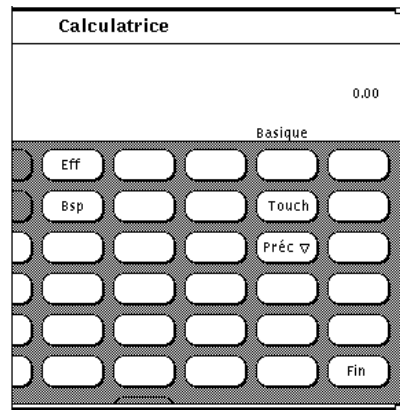 Calculatrice
0.00
Basique
Eff
Bsp
Touch
Préc ▽
Fin